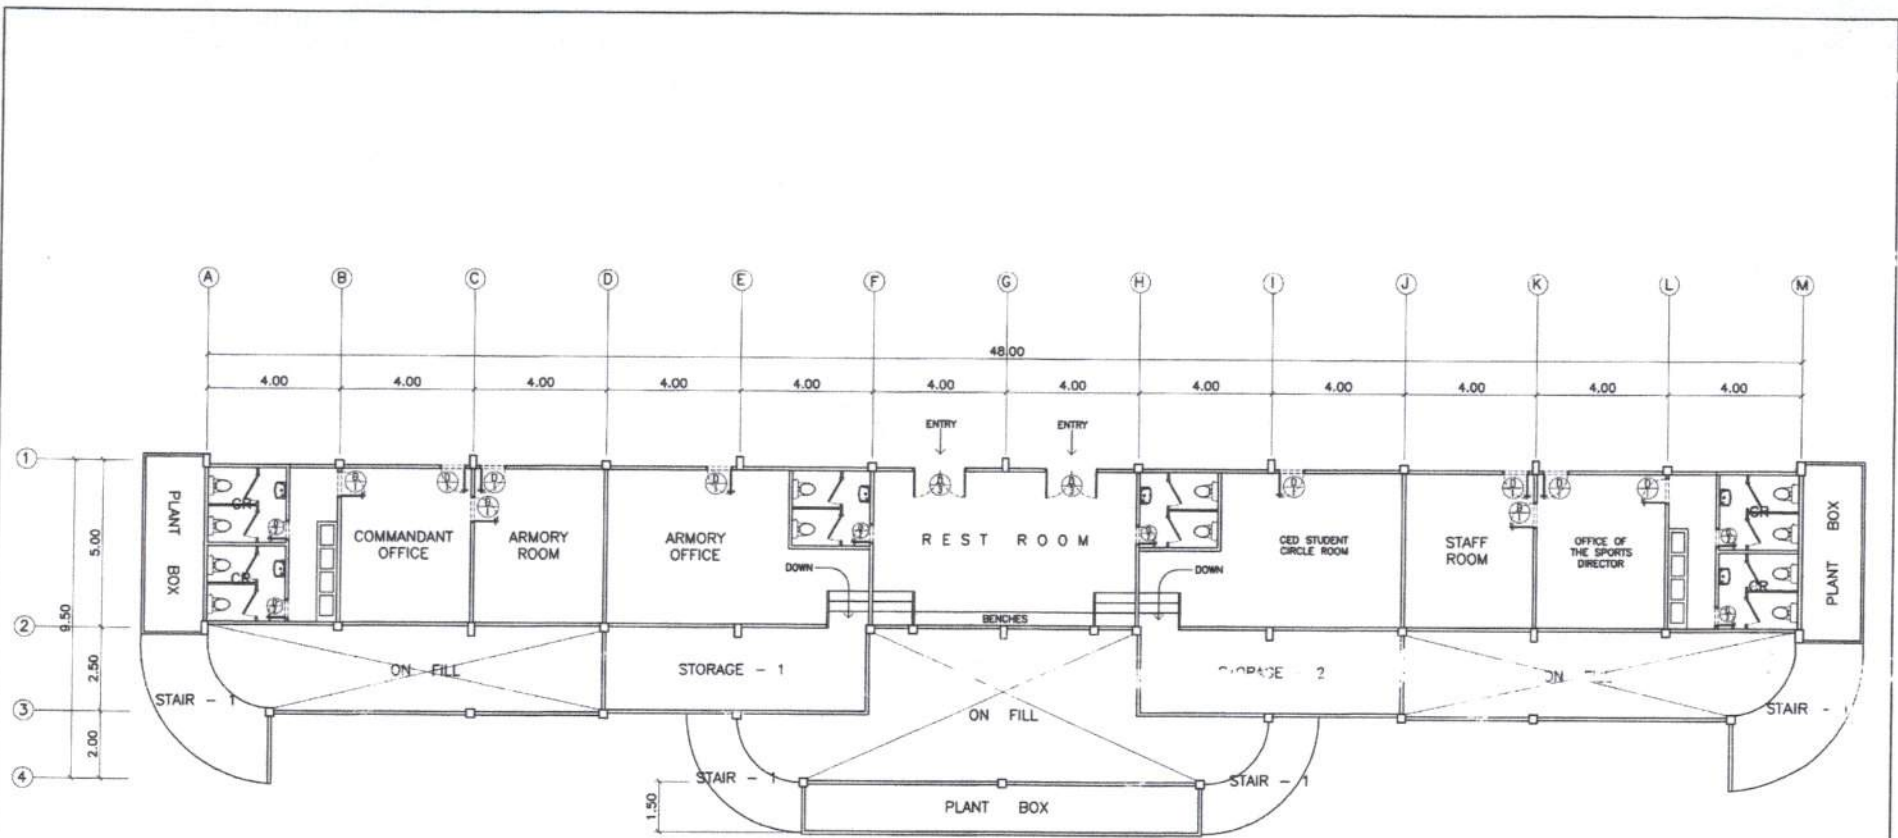 A B C D E F G H I J K L M
48.00
4.00 4.00 4.00 4.00 4.00 4.00 4.00 4.00 4.00 4.00 4.00 4.00
ENTRY ENTRY
1
2
3
4
5.00
9.50
2.50
2.00
PLANT BOX
CR
CR
COMMANDANT
OFFICE
ARMORY
ROOM
ARMORY
OFFICE
DOWN
REST ROOM
BENCHES
DOWN
CED STUDENT
CIRCLE ROOM
STAFF
ROOM
OFFICE OF
THE SPORTS
DIRECTOR
CR
CR
PLANT BOX
STAIR - 1
ON FILL
STORAGE - 1
ON FILL
STORAGE - 2
ON FILL
STAIR -
STAIR - 1
STAIR - 1
1.50
PLANT BOX